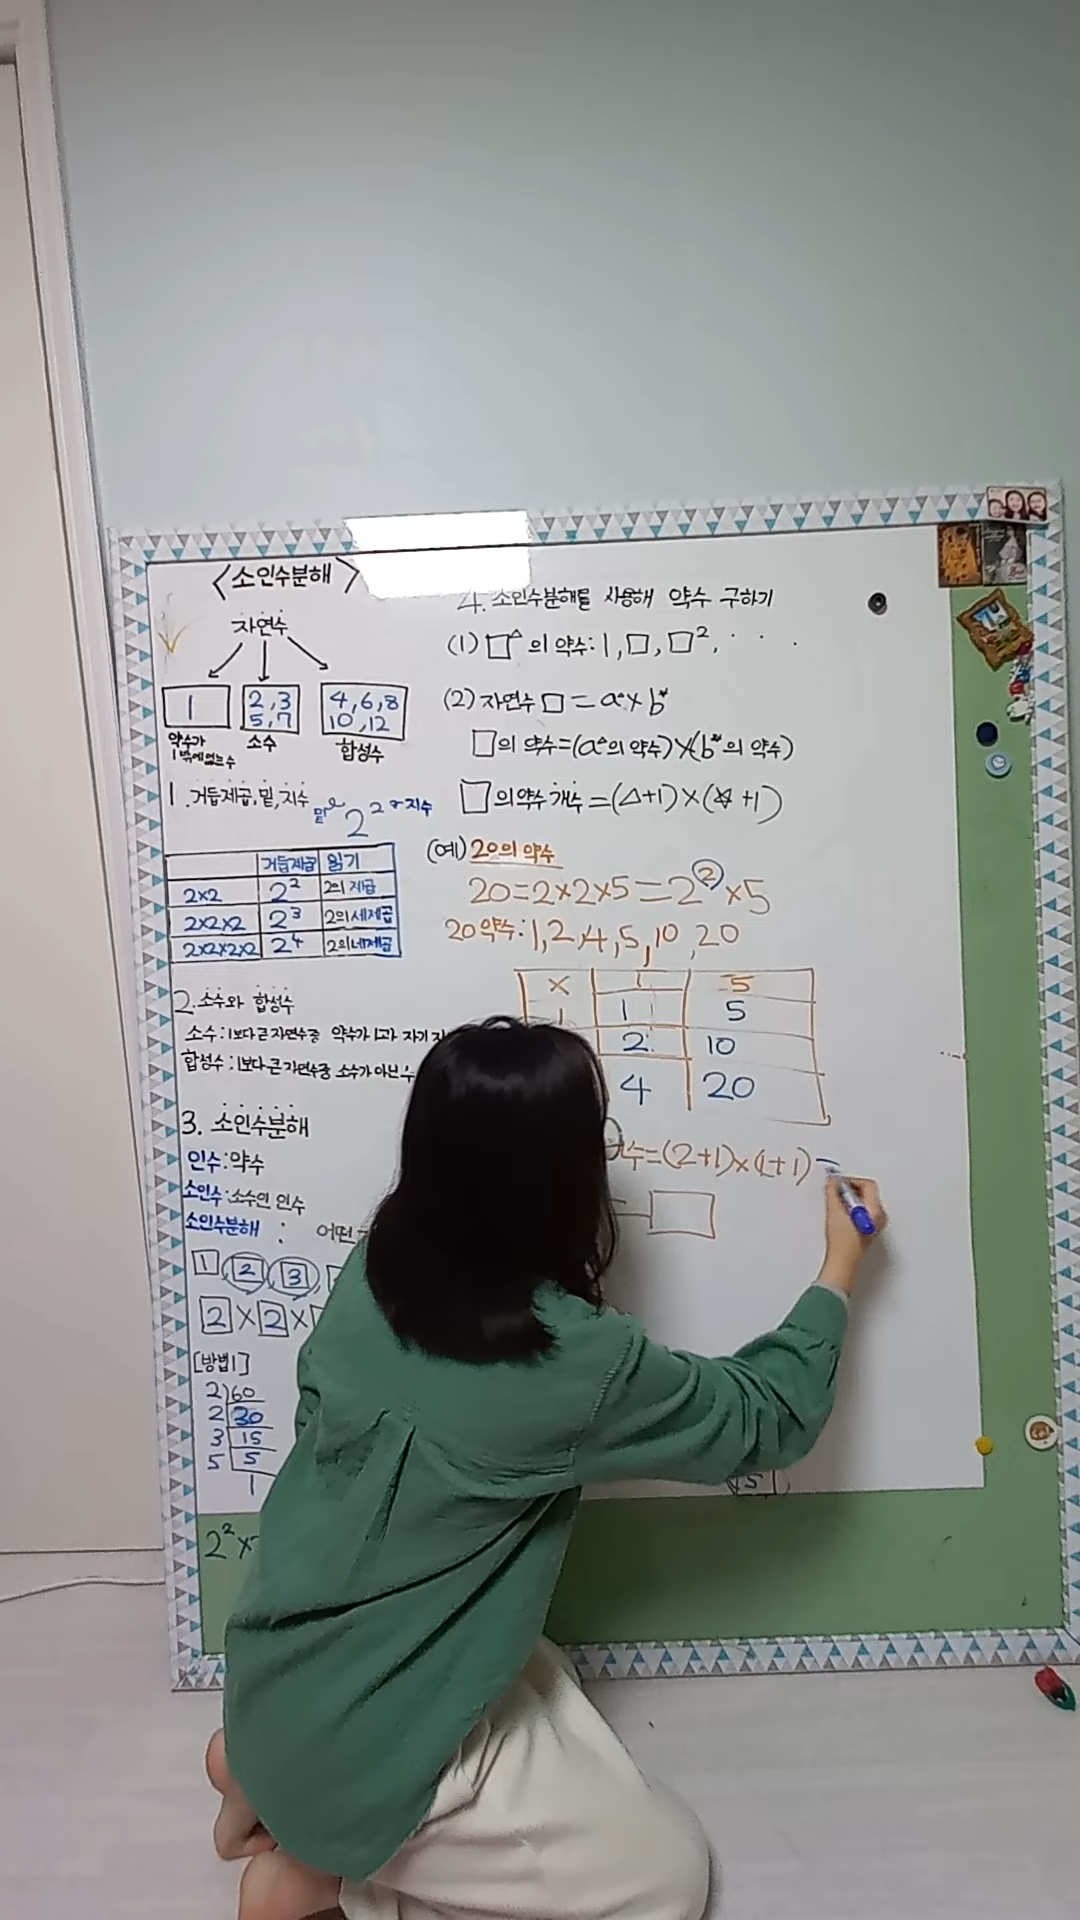 <소인수분해>
자연수
1
2, 3
5, 7
4, 6, 8
10, 12
약수가
1밖에 없는 수
소수
합성수
1. 거듭제곱, 밑, 지수
밑 2² 지수
거듭제곱 읽기
2×2 2² 2의 제곱
2×2×2 2³ 2의 세제곱
2×2×2×2 2⁴ 2의 네제곱
2. 소수와 합성수
소수: 1보다 큰 자연수중 약수가 1과 자기
합성수: 1보다 큰 자연수중 소수가 아닌 수
3. 소인수분해
인수: 약수
소인수: 소수인 인수
소인수분해 : 어떤
1, 2, 3,
2 × 2 ×
[방법1]
2)60
2 30
3 15
5 5
1
2² ×
4. 소인수분해를 사용해 약수 구하기
(1) □^△의 약수: 1, □, □², · · ·
(2) 자연수 □ = a^▵ × b^☆
□의 약수 = (a^▵의 약수) × (b^☆의 약수)
□의 약수 개수 = (△+1) × (☆+1)
(예) 20의 약수
20 = 2×2×5 = 2² × 5
20 약수: 1, 2, 4, 5, 10, 20
× 1 5
1 1 5
2 10
4 20
수 = (2+1) × (1+1) =
5